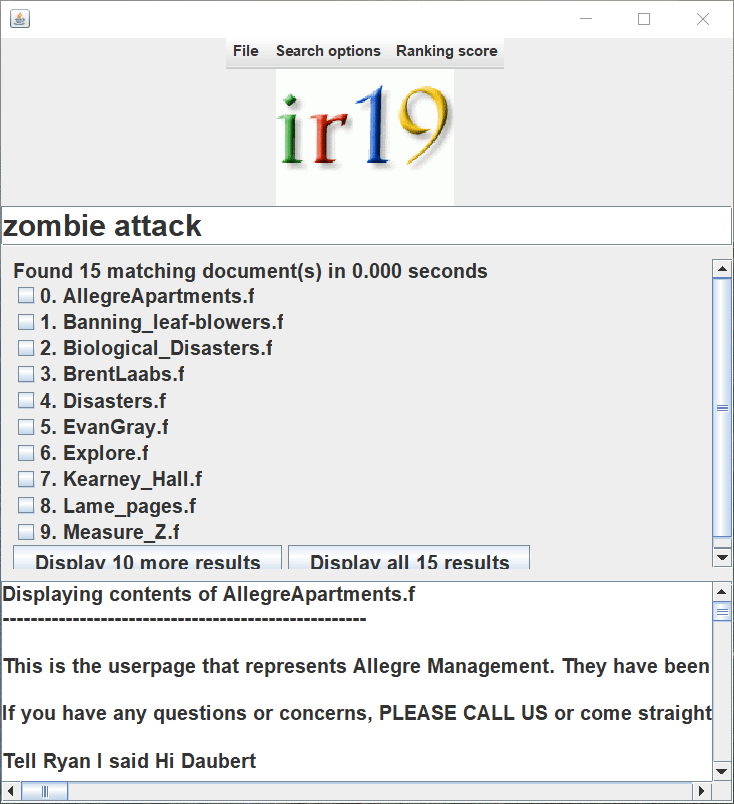 File Search options Ranking score
ir19
zombie attack
Found 15 matching document(s) in 0.000 seconds
0. AllegreApartments.f
1. Banning_leaf-blowers.f
2. Biological_Disasters.f
3. BrentLaabs.f
4. Disasters.f
5. EvanGray.f
6. Explore.f
7. Kearney_Hall.f
8. Lame_pages.f
9. Measure_Z.f
Display 10 more results Display all 15 results
Displaying contents of AllegreApartments.f
----------------------------------------------------
This is the userpage that represents Allegre Management. They have been
If you have any questions or concerns, PLEASE CALL US or come straight
Tell Ryan I said Hi Daubert